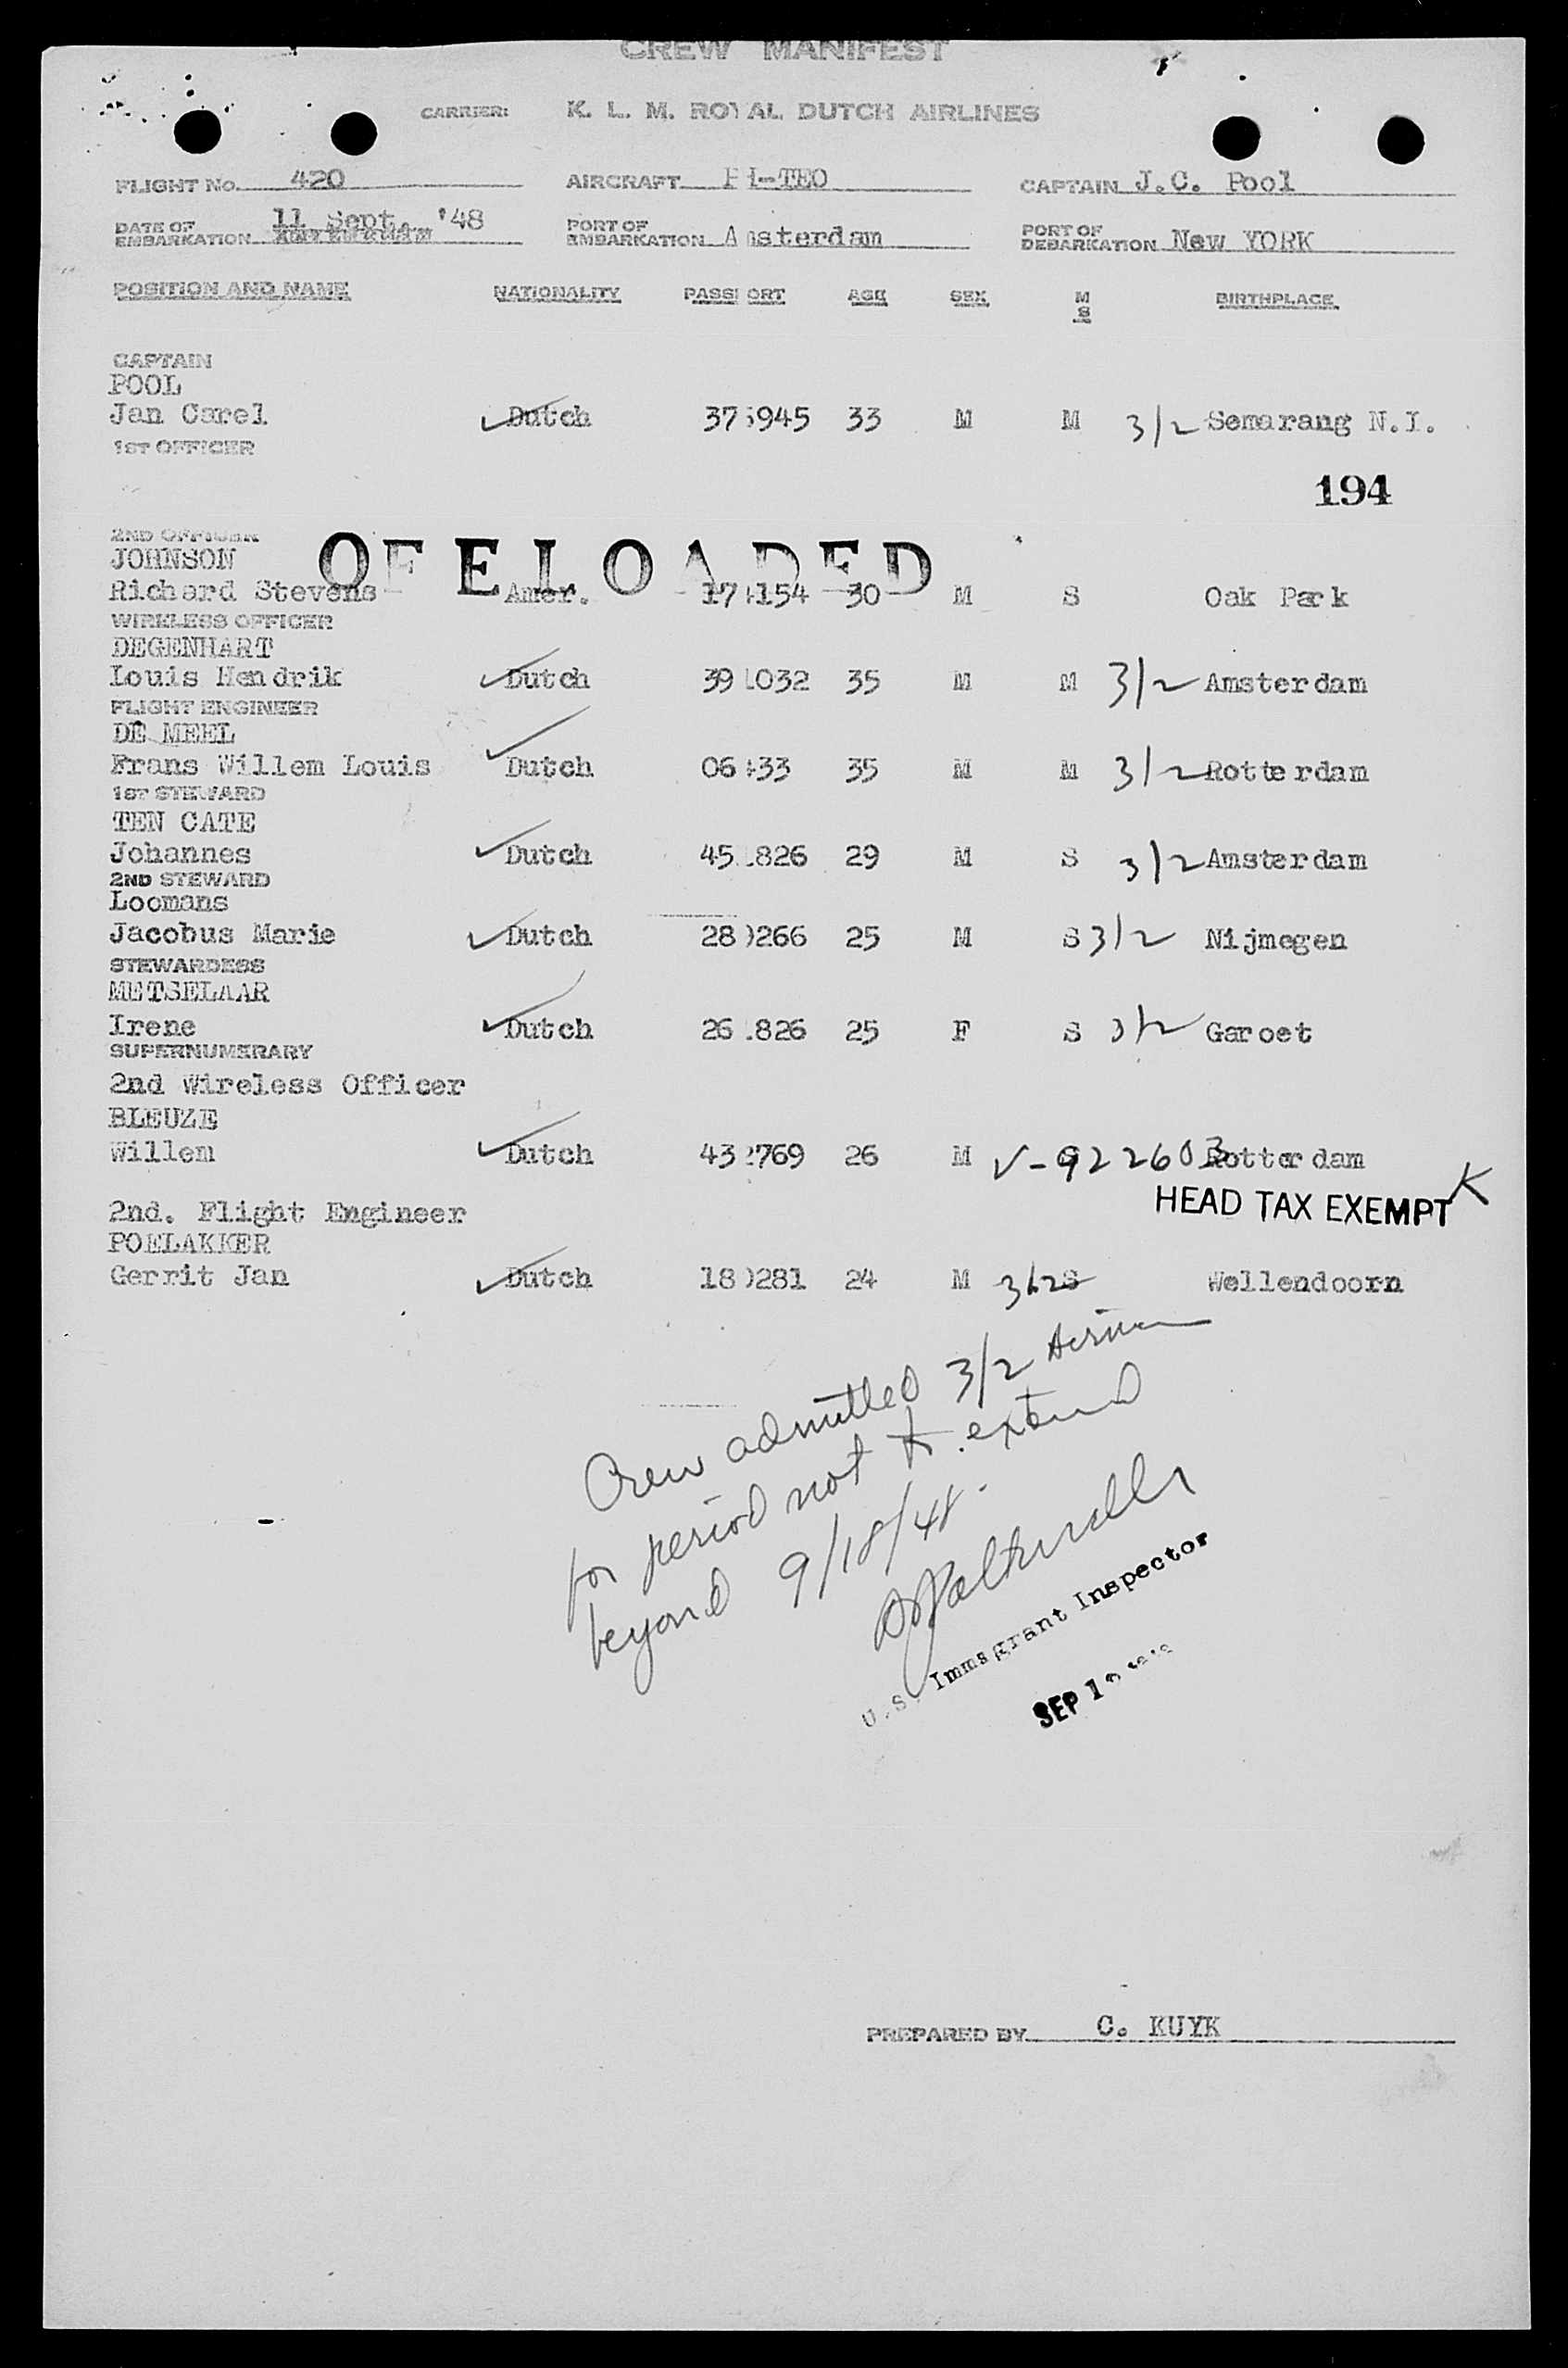 CREW MANIFEST
CARRIER: K. L. M. ROYAL DUTCH AIRLINES
FLIGHT No. 420 AIRCRAFT -TEO CAPTAIN J.C. Pool
DATE OF EMBARKATION 11 Sept. '48 PORT OF EMBARKATION Amsterdam PORT OF DEBARKATION New YORK
POSITION AND NAME NATIONALITY PASSPORT AGE SEX M S BIRTHPLACE
CAPTAIN
POOL
Jan Carel Dutch 33 M M 3/2 Semarang N.I.
1ST OFFICER
194
2ND OFFICER
JOHNSON
OFFLOADED
Richard Stevens Amer. 30 M S Oak Park
WIRELESS OFFICER
DEGENHART
Louis Hendrik Dutch 35 M M 3/2 Amsterdam
FLIGHT ENGINEER
DE MEEL
Frans Willem Louis Dutch 35 M M 3/2 Rotterdam
1ST STEWARD
TEN CATE
Johannes Dutch 29 M S 3/2 Amsterdam
2ND STEWARD
Loomans
Jacobus Marie Dutch 25 M S 3/2 Nijmegen
STEWARDESS
METSELAAR
Irene Dutch 25 F S 3/2 Garoet
SUPERNUMERARY
2nd Wireless Officer
BLEUZE
Willem Dutch 26 M V-922603 Rotterdam
HEAD TAX EXEMPT K
2nd. Flight Engineer
POELAKKER
Gerrit Jan Dutch 24 M 3/2 S Wellendoorn
Crew admitted 3/2
for period not to extend
beyond 9/18/48.
U.S. Immsgrant Inspector
SEP
PREPARED BY C. KUYK